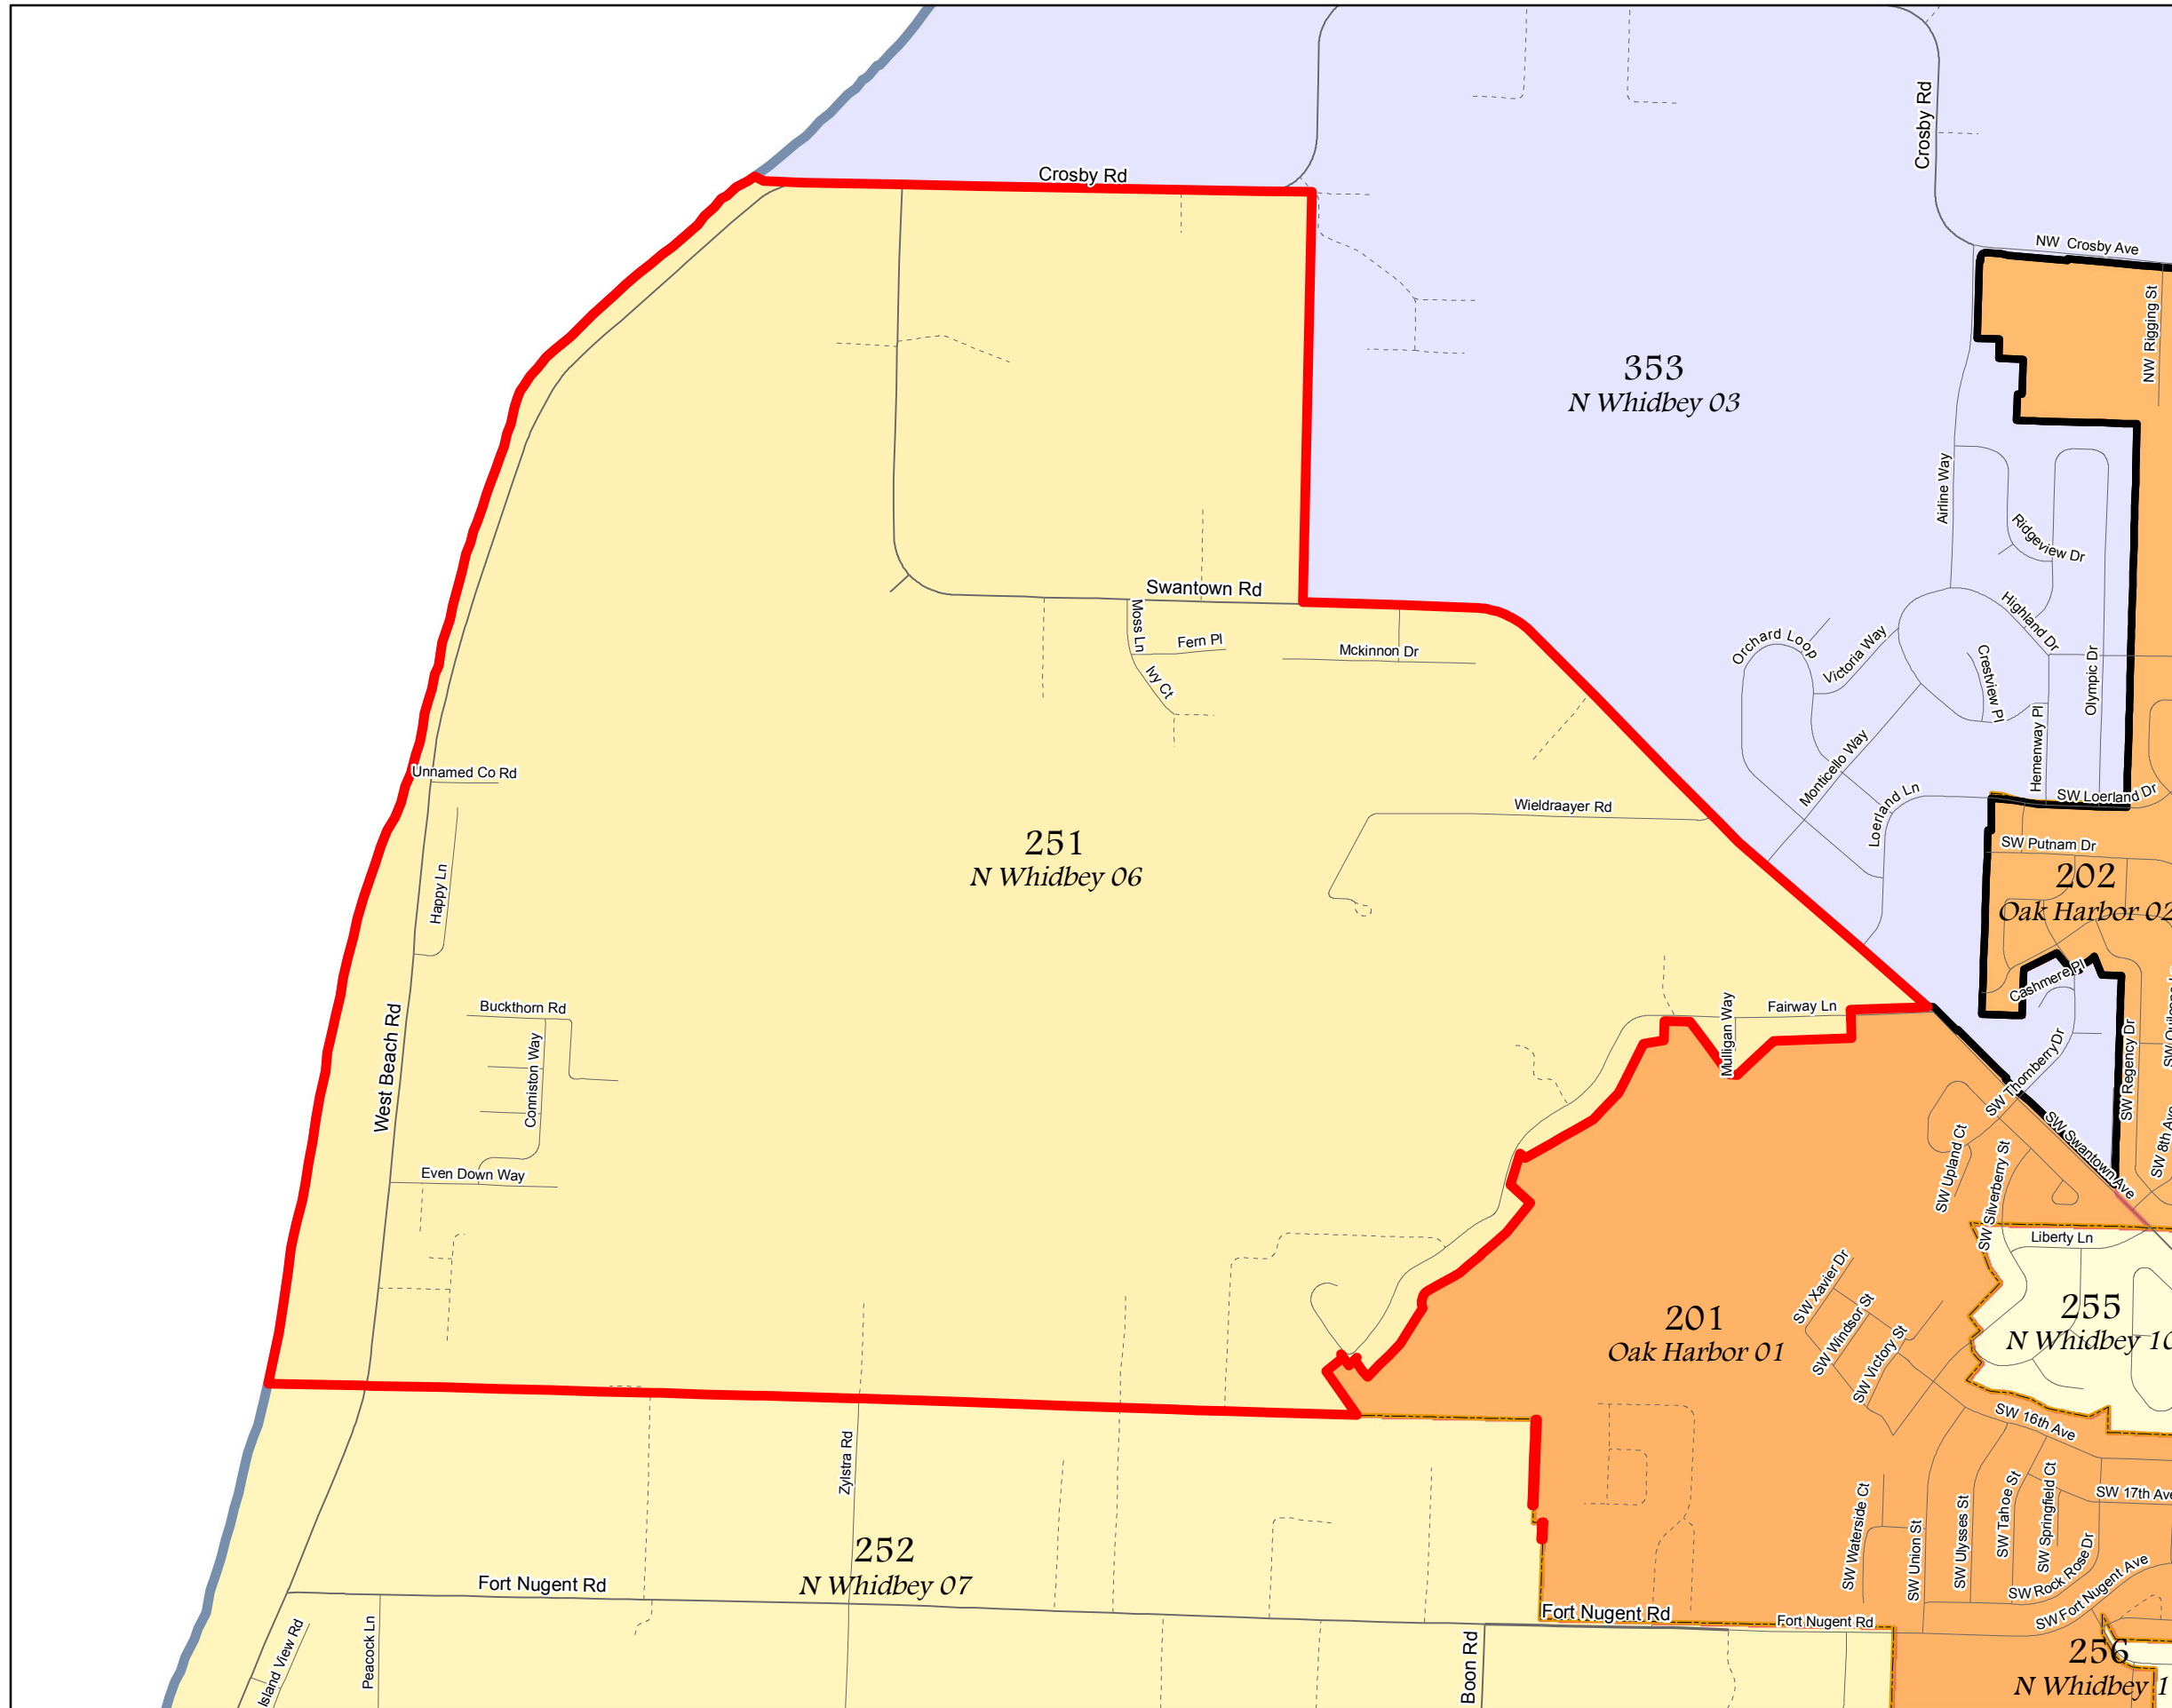 Crosby Rd
Crosby Rd
NW Crosby Ave
NW Rigging St
353
N Whidbey 03
Airline Way
Ridgeview Dr
Swantown Rd
Moss Ln
Fern Pl
Ivy Ct
Mckinnon Dr
Orchard Loop
Victoria Way
Highland Dr
Crestview Pl
Olympic Dr
Hemenway Pl
Monticello Way
Loerland Ln
SW Loerland Dr
Unnamed Co Rd
Wieldraayer Rd
251
N Whidbey 06
SW Putnam Dr
202
Oak Harbor 02
Happy Ln
Cashmere Pl
Buckthorn Rd
Conniston Way
West Beach Rd
Mulligan Way
Fairway Ln
SW Thornberry Dr
SW Regency Dr
SW Swantown Ave
SW 8th Ave
SW Upland Ct
SW Silverberry St
Even Down Way
Liberty Ln
SW Xavier Dr
SW Windsor St
SW Victory St
201
Oak Harbor 01
255
N Whidbey 10
SW 16th Ave
SW 17th Ave
Zylstra Rd
SW Waterside Ct
SW Union St
SW Ulysses St
SW Tahoe St
SW Springfield Ct
SW Rock Rose Dr
SW Fort Nugent Ave
252
N Whidbey 07
Fort Nugent Rd
Fort Nugent Rd
Fort Nugent Rd
Island View Rd
Peacock Ln
Boon Rd
256
N Whidbey 1